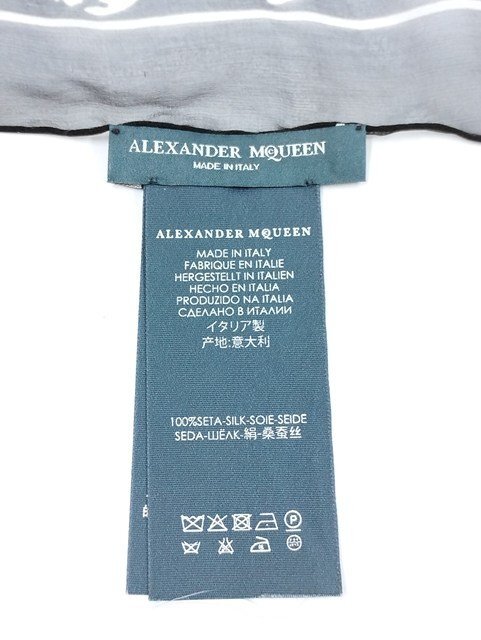 ALEXANDER McQUEEN
MADE IN ITALY
ALEXANDER McQUEEN
MADE IN ITALY
FABRIQUE EN ITALIE
HERGESTELLT IN ITALIEN
HECHO EN ITALIA
PRODUZIDO NA ITALIA
СДЕЛАНО В ИТАЛИИ
イタリア製
产地:意大利
100%SETA-SILK-SOIE-SEIDE
SEDA-ШЁЛК-絹-桑蚕丝
P